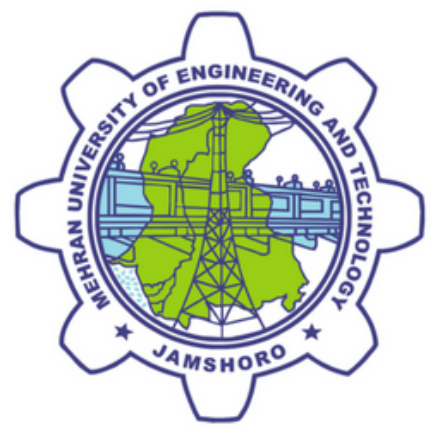 MEHRAN UNIVERSITY OF ENGINEERING AND TECHNOLOGY
JAMSHORO